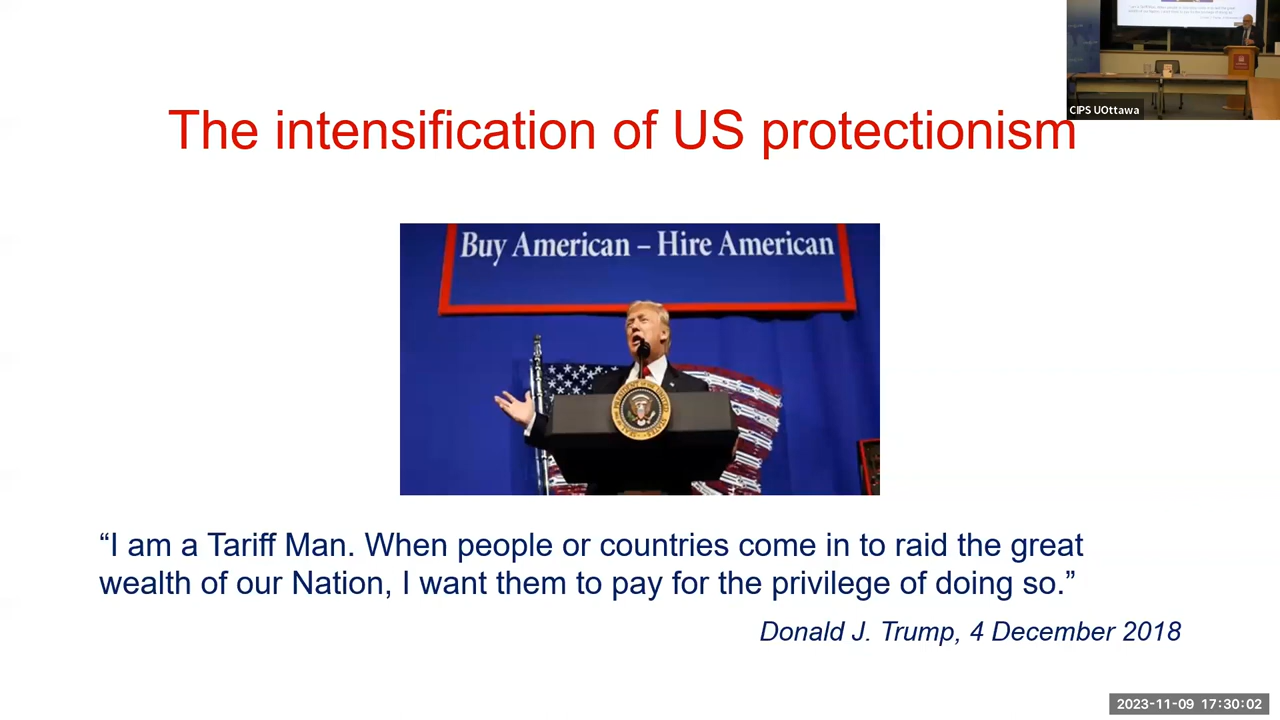 The intensification of US protectionism
CIPS UOttawa
Buy American – Hire American
“I am a Tariff Man. When people or countries come in to raid the great
wealth of our Nation, I want them to pay for the privilege of doing so.”
Donald J. Trump, 4 December 2018
2023-11-09 17:30:02